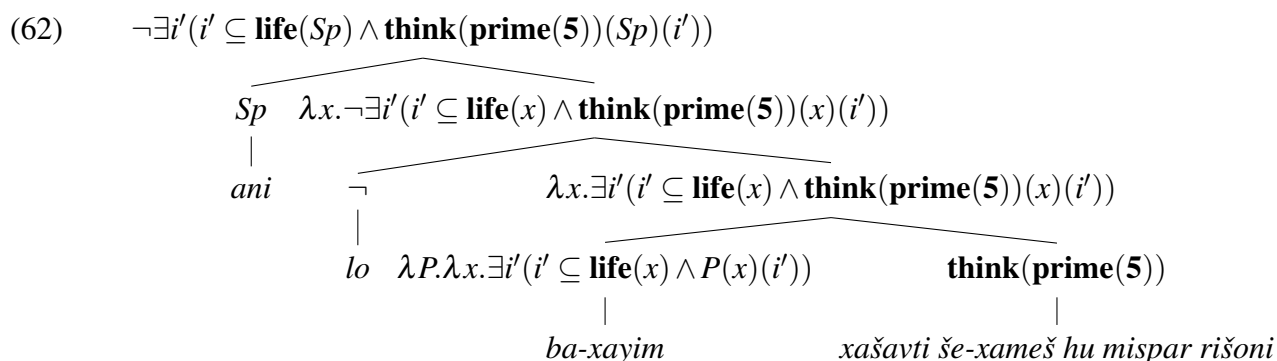 (62) ¬∃i′(i′ ⊆ life(Sp) ∧ think(prime(5))(Sp)(i′))
Sp λx.¬∃i′(i′ ⊆ life(x) ∧ think(prime(5))(x)(i′))
ani ¬ λx.∃i′(i′ ⊆ life(x) ∧ think(prime(5))(x)(i′))
lo λP.λx.∃i′(i′ ⊆ life(x) ∧ P(x)(i′)) think(prime(5))
ba-xayim xašavti še-xameš hu mispar rišoni